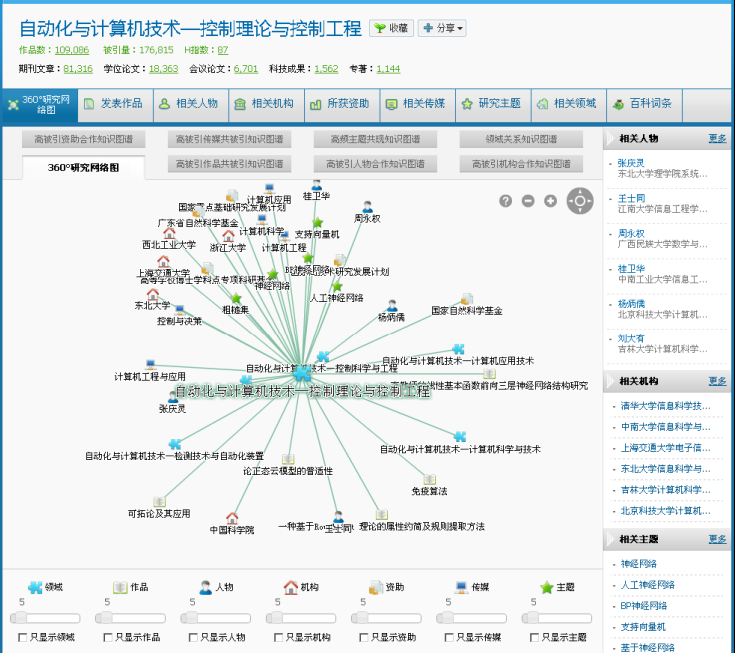 自动化与计算机技术—控制理论与控制工程 收藏 分享
作品数：109,086 被引量：176,815 H指数：87
期刊文章：81,316 学位论文：18,363 会议论文：6,701 科技成果：1,562 专著：1,144
360°研究网络图 发表作品 相关人物 相关机构 所获资助 相关传媒 研究主题 相关领域 百科词条
高被引资助合作知识图谱 高被引传媒共被引知识图谱 高频主题共现知识图谱 领域关系知识图谱
360°研究网络图 高被引作品共被引知识图谱 高被引人物合作知识图谱 高被引机构合作知识图谱
计算机应用
桂卫华
国家重点基础研究发展计划
周永权
广东省自然科学基金
计算机科学
支持向量机
西北工业大学
浙江大学
计算机工程
上海交通大学
神经网络
人工神经网络
东北大学
粗糙集
控制与决策
杨炳儒
国家自然科学基金
自动化与计算机技术—控制科学与工程
自动化与计算机技术—计算机应用技术
计算机工程与应用
自动化与计算机技术—控制理论与控制工程
张庆灵
自动化与计算机技术—检测技术与自动化装置
自动化与计算机技术—计算机科学与技术
论正态云模型的普适性
免疫算法
可拓论及其应用
中国科学院
一种基于
王士同
理论的属性约简及规则提取方法
领域 作品 人物 机构 资助 传媒 主题
5 5 5 5 5 5 5
只显示领域 只显示作品 只显示人物 只显示机构 只显示资助 只显示传媒 只显示主题
相关人物 更多
张庆灵
东北大学理学院系统...
王士同
江南大学信息工程学...
周永权
广西民族大学数学与...
桂卫华
中南工业大学信息工...
杨炳儒
北京科技大学计算机...
刘大有
吉林大学计算机科学...
相关机构 更多
清华大学信息科学技...
中南大学信息科学与...
上海交通大学电子信...
东北大学信息科学与...
吉林大学计算机科学...
北京科技大学计算机...
相关主题 更多
神经网络
人工神经网络
BP神经网络
支持向量机
基于神经网络